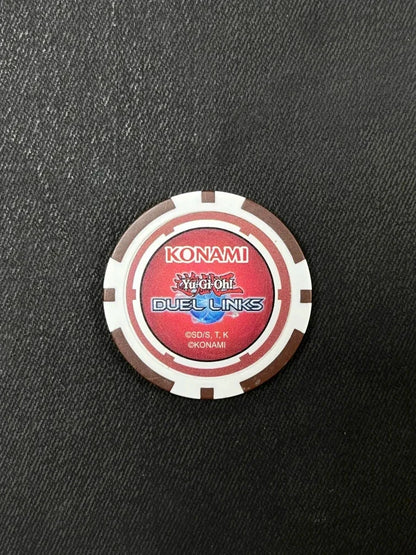 KONAMI
Yu-Gi-Oh!
DUEL LINKS
©SD/S, T, K
©KONAMI